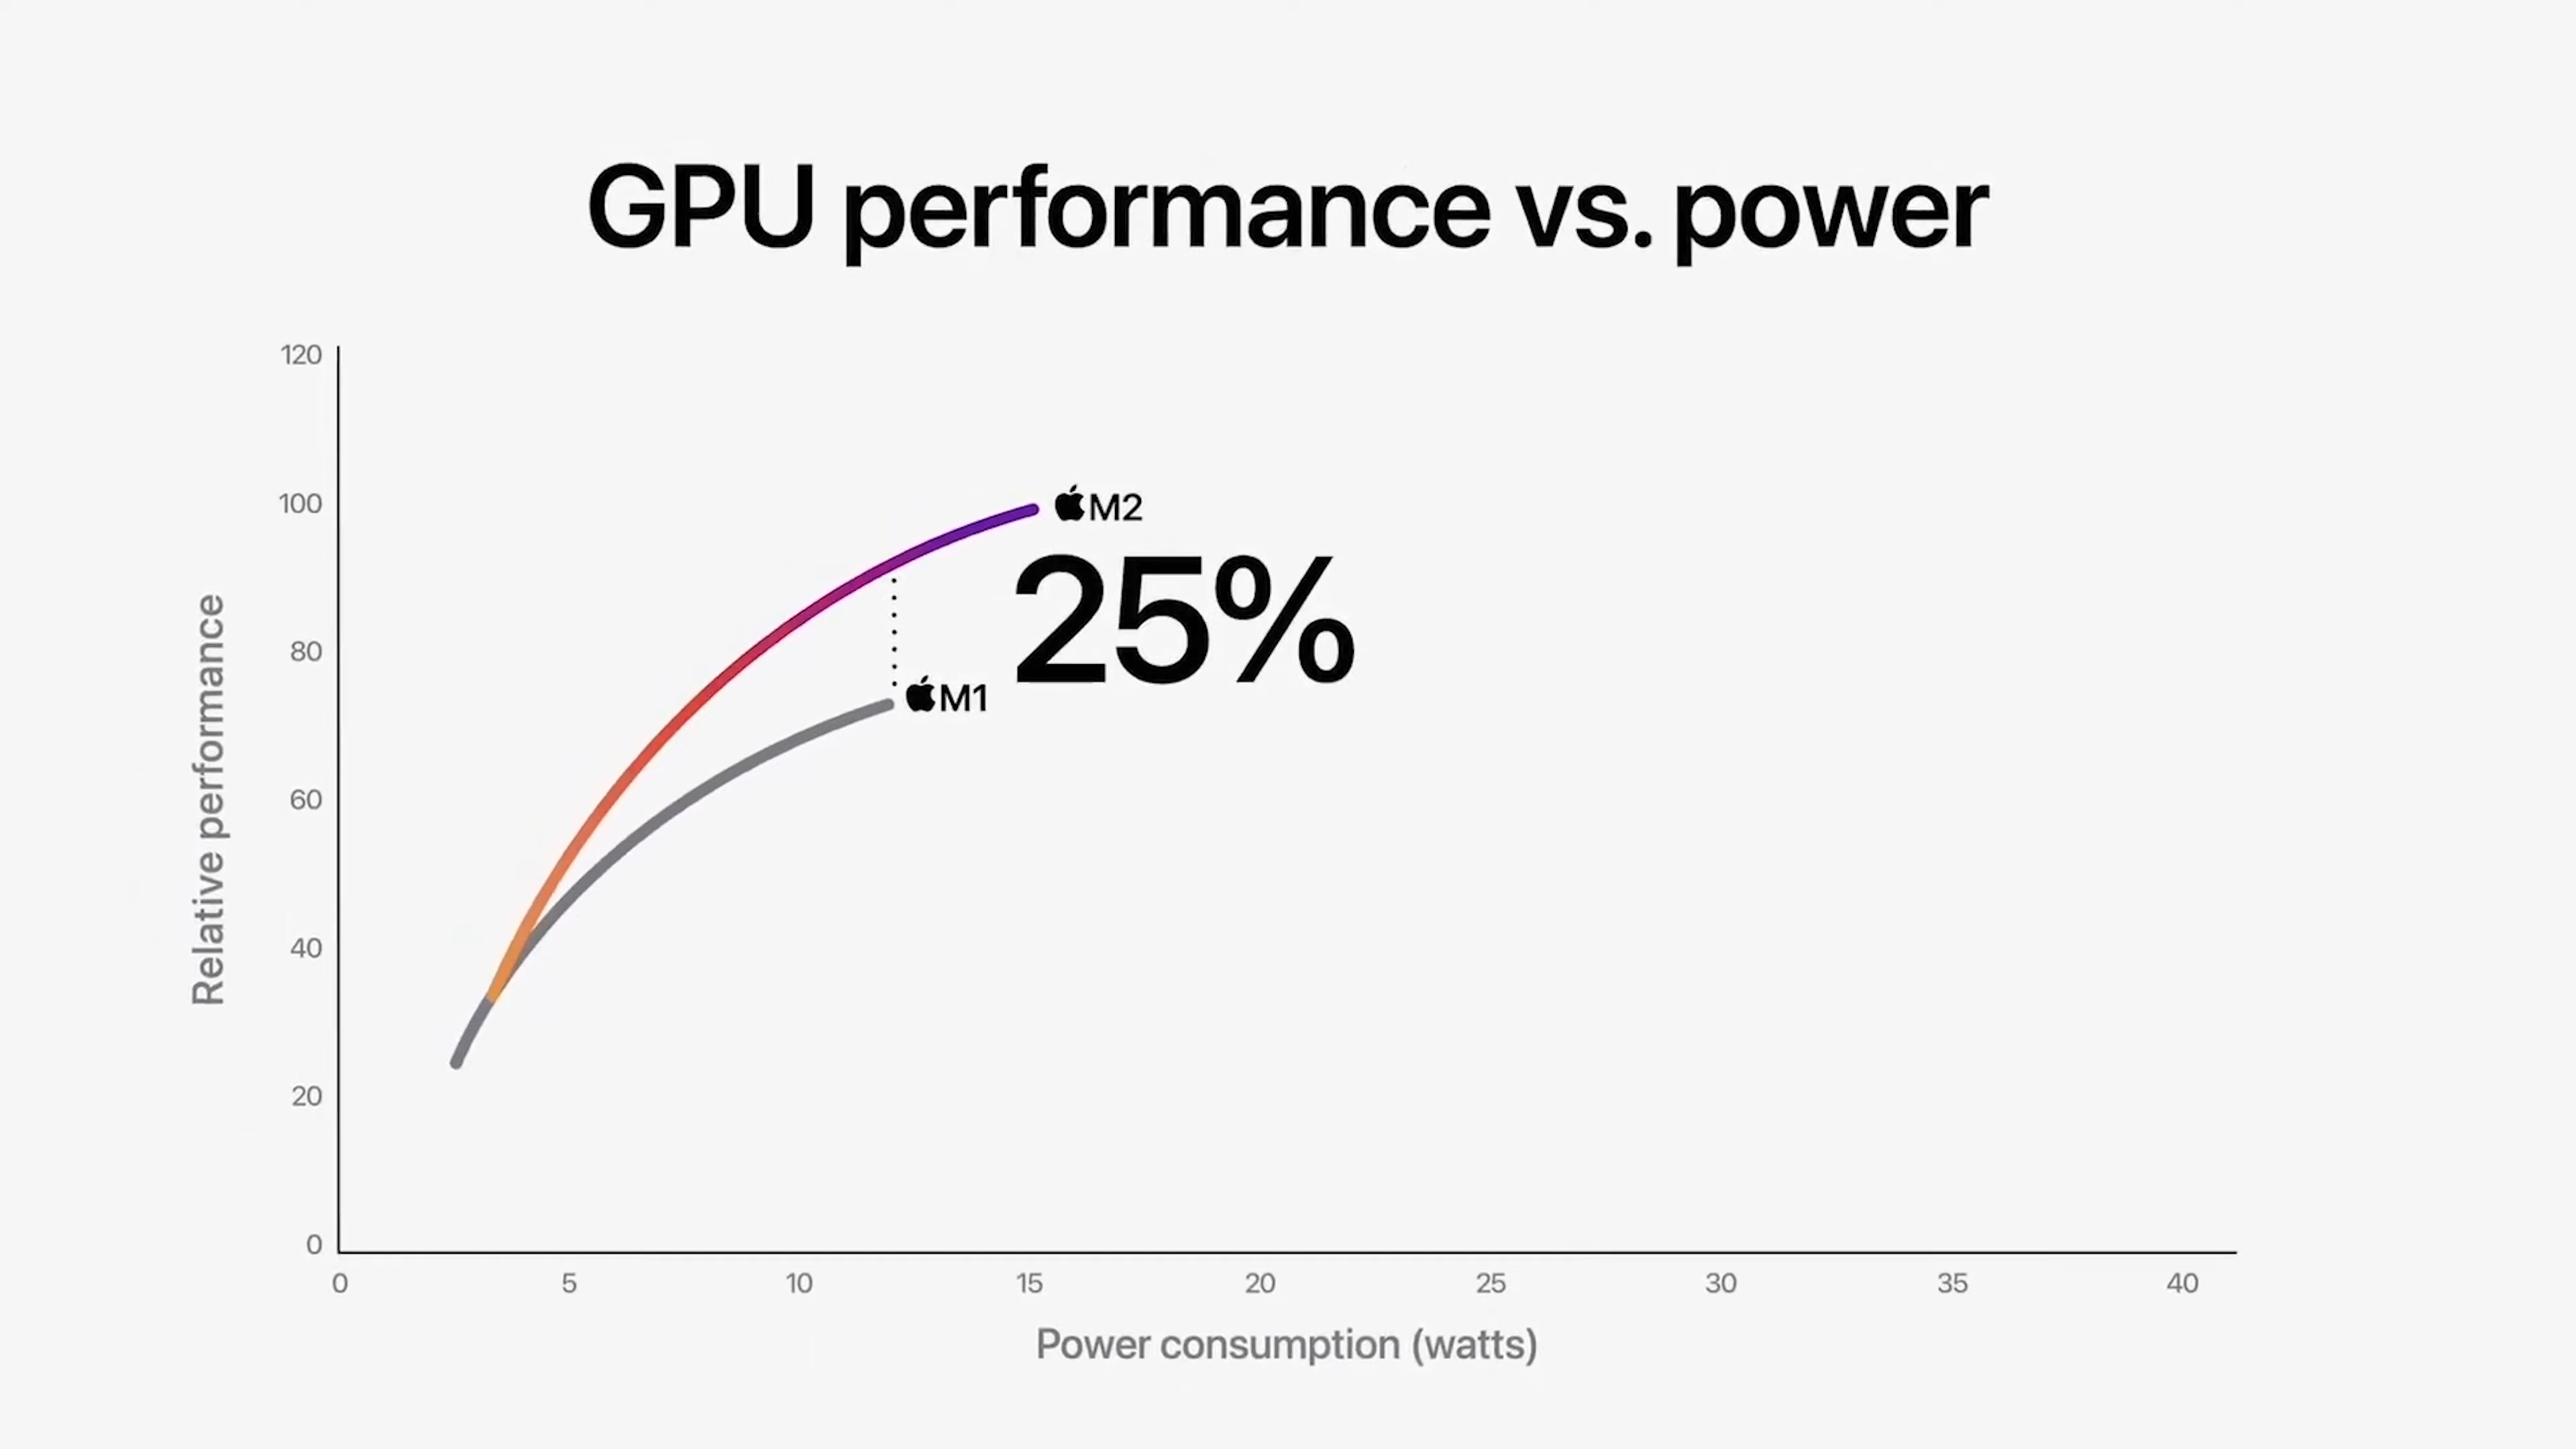 GPU performance vs. power
120
100
80
60
40
20
0
Relative performance
M2
25%
M1
0 5 10 15 20 25 30 35 40
Power consumption (watts)